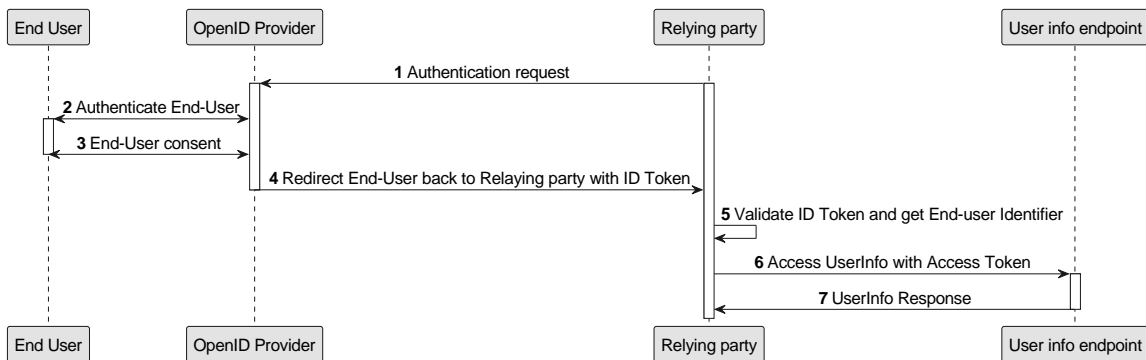 End User
OpenID Provider
Relying party
User info endpoint
1 Authentication request
2 Authenticate End-User
3 End-User consent
4 Redirect End-User back to Relaying party with ID Token
5 Validate ID Token and get End-user Identifier
6 Access UserInfo with Access Token
7 UserInfo Response
End User
OpenID Provider
Relying party
User info endpoint